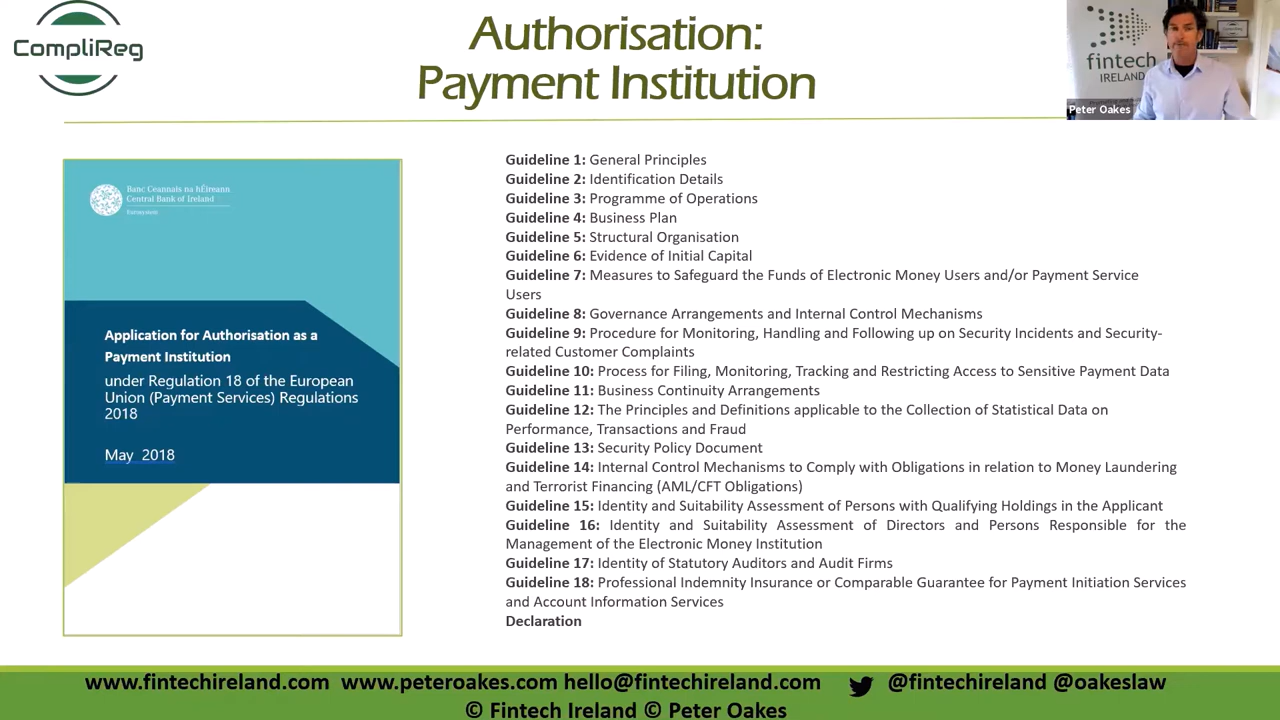 CompliReg
Authorisation:
Payment Institution
fintech
IRELAND
Peter Oakes
Banc Ceannais na hÉireann
Central Bank of Ireland
Eurosystem
Application for Authorisation as a
Payment Institution
under Regulation 18 of the European
Union (Payment Services) Regulations
2018
May 2018
Guideline 1: General Principles
Guideline 2: Identification Details
Guideline 3: Programme of Operations
Guideline 4: Business Plan
Guideline 5: Structural Organisation
Guideline 6: Evidence of Initial Capital
Guideline 7: Measures to Safeguard the Funds of Electronic Money Users and/or Payment Service
Users
Guideline 8: Governance Arrangements and Internal Control Mechanisms
Guideline 9: Procedure for Monitoring, Handling and Following up on Security Incidents and Security-
related Customer Complaints
Guideline 10: Process for Filing, Monitoring, Tracking and Restricting Access to Sensitive Payment Data
Guideline 11: Business Continuity Arrangements
Guideline 12: The Principles and Definitions applicable to the Collection of Statistical Data on
Performance, Transactions and Fraud
Guideline 13: Security Policy Document
Guideline 14: Internal Control Mechanisms to Comply with Obligations in relation to Money Laundering
and Terrorist Financing (AML/CFT Obligations)
Guideline 15: Identity and Suitability Assessment of Persons with Qualifying Holdings in the Applicant
Guideline 16: Identity and Suitability Assessment of Directors and Persons Responsible for the
Management of the Electronic Money Institution
Guideline 17: Identity of Statutory Auditors and Audit Firms
Guideline 18: Professional Indemnity Insurance or Comparable Guarantee for Payment Initiation Services
and Account Information Services
Declaration
www.fintechireland.com www.peteroakes.com hello@fintechireland.com @fintechireland @oakeslaw
© Fintech Ireland © Peter Oakes